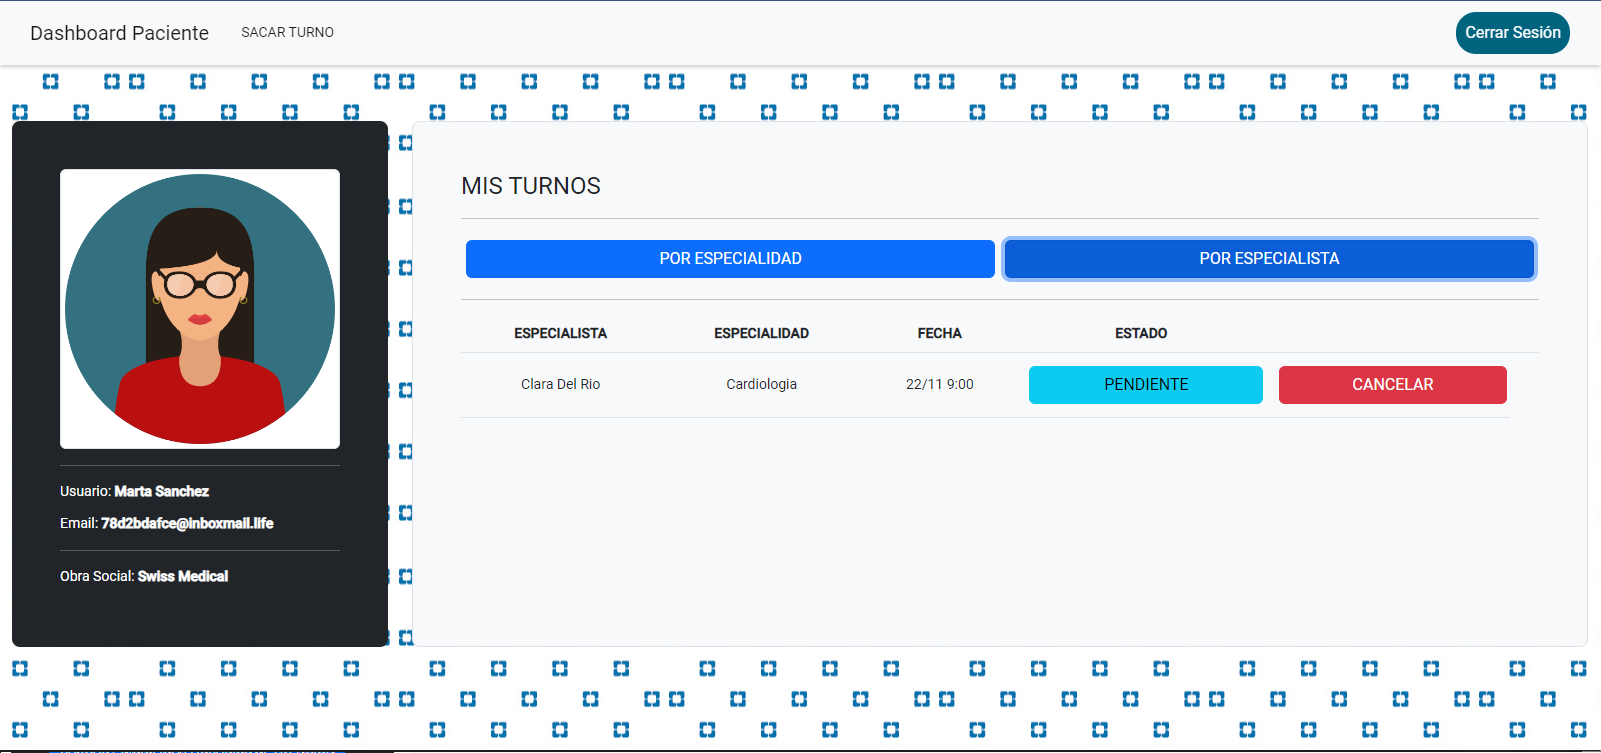 Dashboard Paciente SACAR TURNO Cerrar Sesión
Usuario: Marta Sanchez
Email: 78d2bdafce@inboxmail.life
Obra Social: Swiss Medical
MIS TURNOS
POR ESPECIALIDAD POR ESPECIALISTA
ESPECIALISTA ESPECIALIDAD FECHA ESTADO
Clara Del Rio Cardiologia 22/11 9:00 PENDIENTE CANCELAR